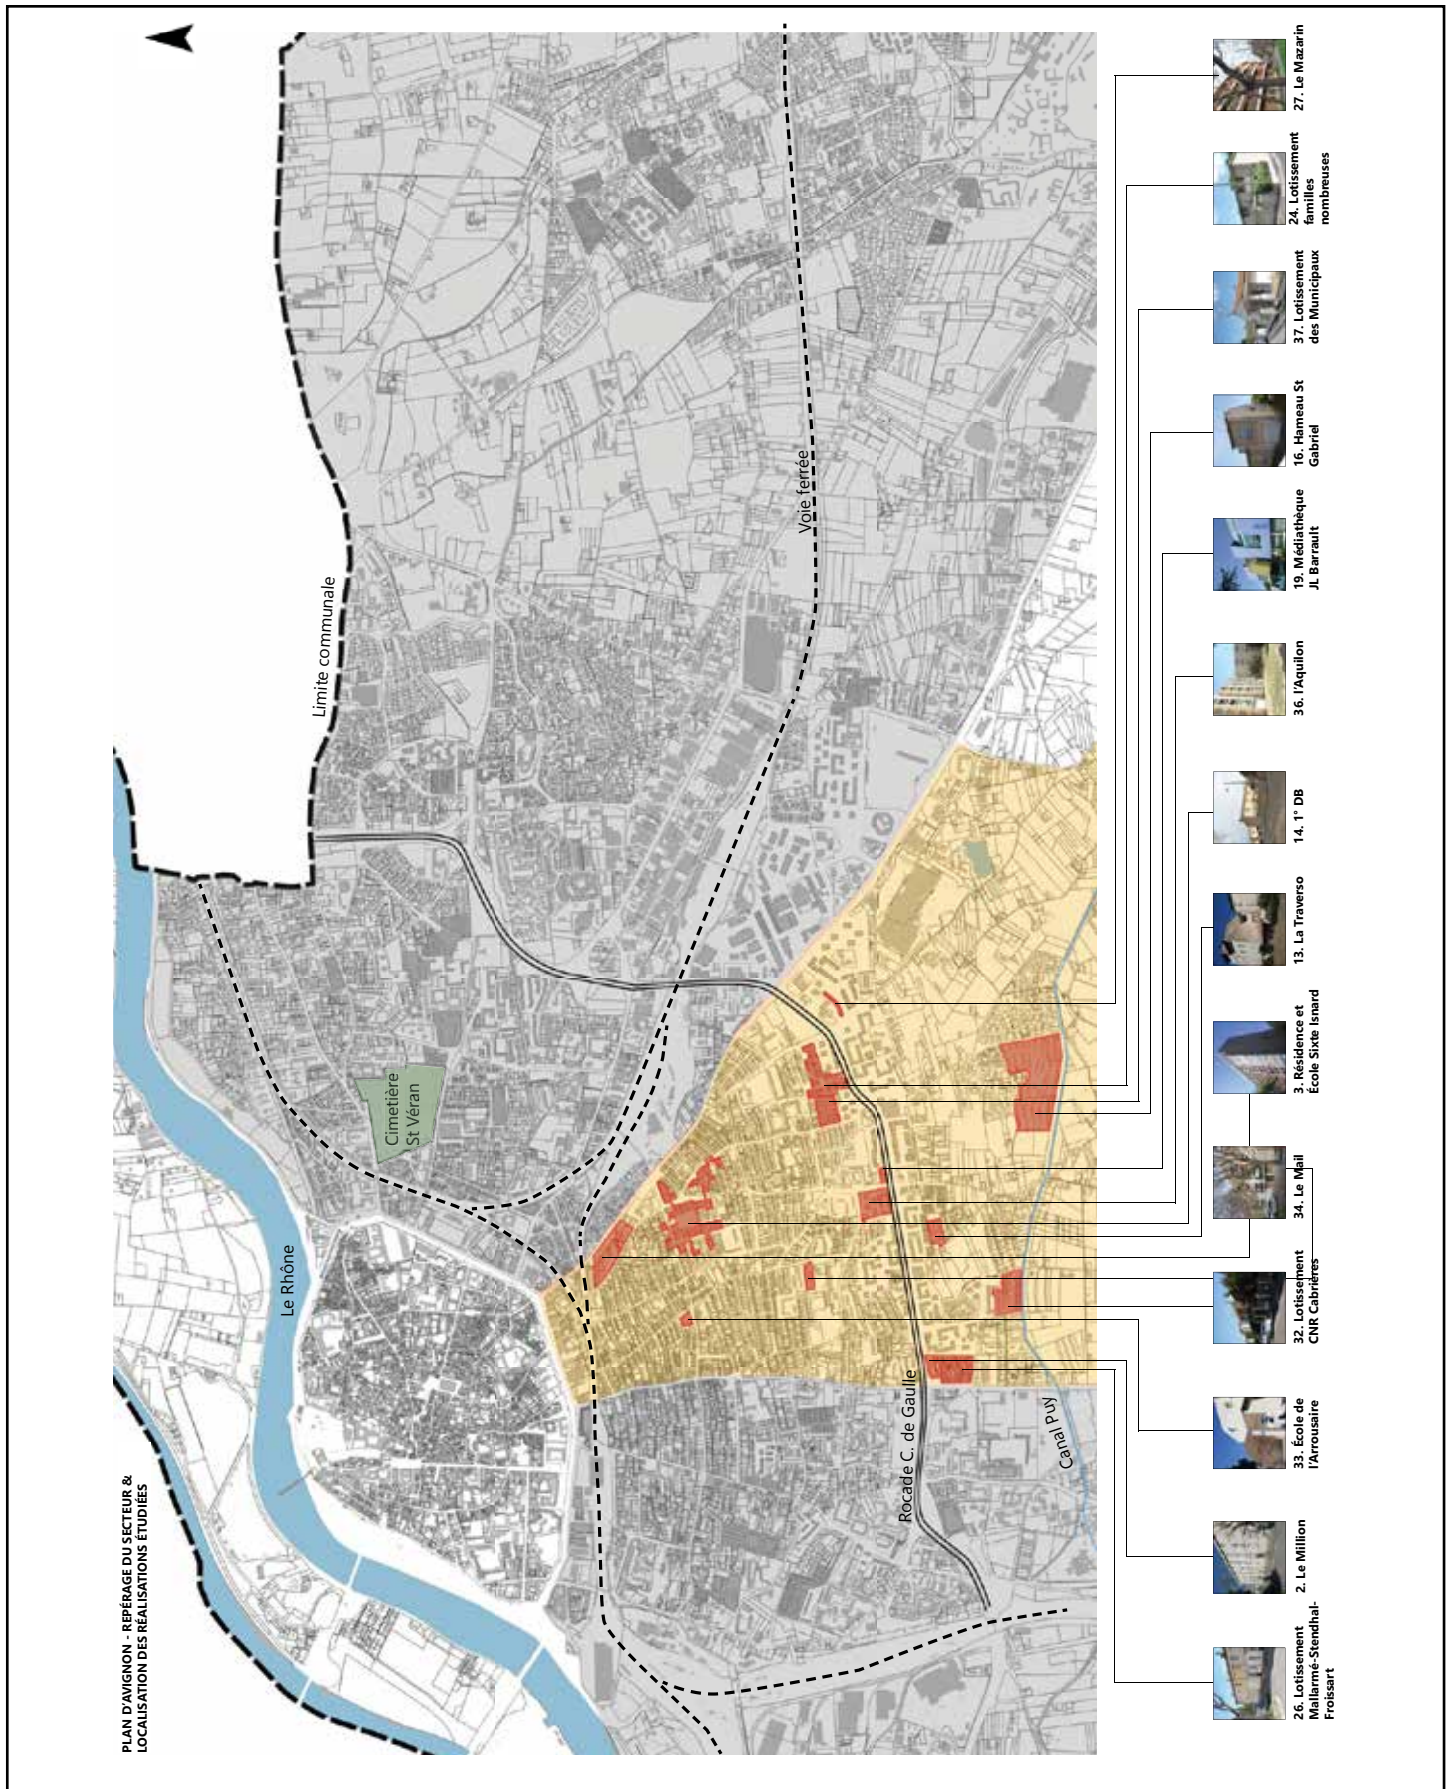 PLAN D'AVIGNON - REPÉRAGE DU SECTEUR &
LOCALISATION DES RÉALISATIONS ÉTUDIÉES
Le Rhône
Cimetière
St Véran
Limite communale
Voie ferrée
Rocade C. de Gaulle
Canal Puy
26. Lotissement
Mallarmé-Stendhal-
Froissart
2. Le Million
33. École de
l'Arrousaire
32. Lotissement
CNR Cabrières
34. Le Mail
3. Résidence et
École Sixte Isnard
13. La Traverso
14. 1° DB
36. l'Aquilon
19. Médiathèque
JL Barrault
16. Hameau St
Gabriel
37. Lotissement
des Municipaux
24. Lotissement
familles
nombreuses
27. Le Mazarin